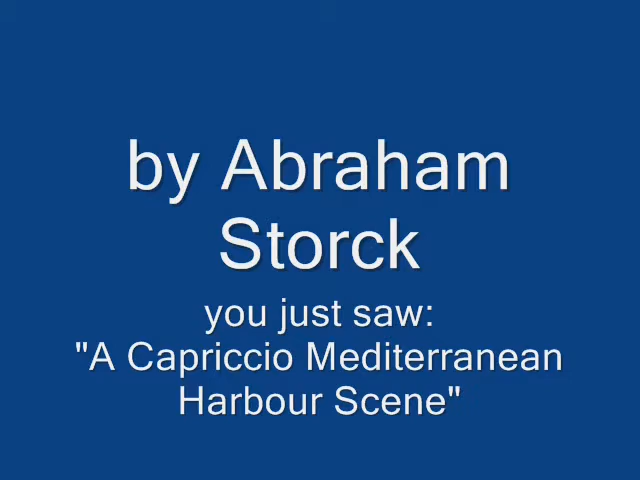 by Abraham
Storck
you just saw:
"A Capriccio Mediterranean
Harbour Scene"